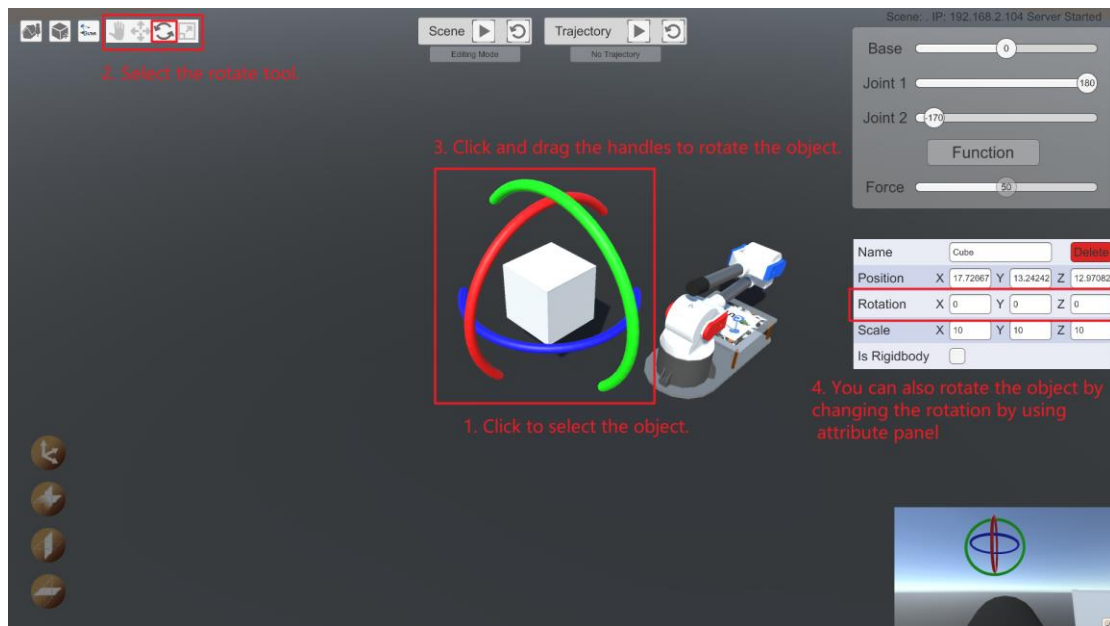 Scene: . IP: 192.168.2.104 Server Started
Scene
Trajectory
Editing Mode
No Trajectory
2. Select the rotate tool.
Base 0
Joint 1 180
Joint 2 -170
Function
Force 50
3. Click and drag the handles to rotate the object.
Name Cube Delete
Position X 17.72667 Y 13.24242 Z 12.97082
Rotation X 0 Y 0 Z 0
Scale X 10 Y 10 Z 10
Is Rigidbody
1. Click to select the object.
4. You can also rotate the object by
changing the rotation by using
attribute panel